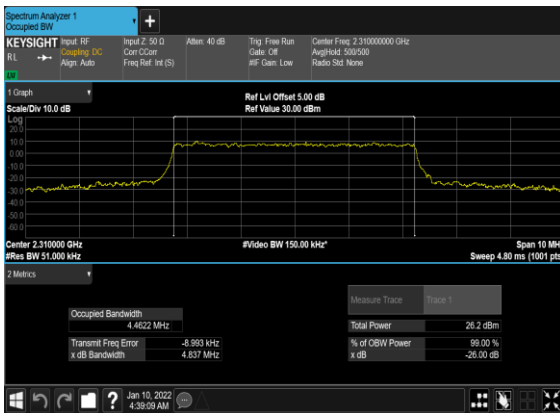 Spectrum Analyzer 1
Occupied BW
KEYSIGHT
Input: RF
Input Z: 50 Ω
Atten: 40 dB
Trig: Free Run
Center Freq: 2.310000000 GHz
RL
Coupling: DC
Corr CCorr
Gate: Off
Avg|Hold: 500/500
Align: Auto
Freq Ref: Int (S)
#IF Gain: Low
Radio Std: None
1 Graph
Ref Lvl Offset 5.00 dB
Scale/Div 10.0 dB
Ref Value 30.00 dBm
Log
20.0
10.0
0.00
-10.0
-20.0
-30.0
-40.0
-50.0
-60.0
Center 2.310000 GHz
#Video BW 150.00 kHz*
Span 10 MH
#Res BW 51.000 kHz
Sweep 4.80 ms (1001 pts
2 Metrics
Measure Trace
Trace 1
Occupied Bandwidth
4.4622 MHz
Total Power
26.2 dBm
Transmit Freq Error
-8.993 kHz
% of OBW Power
99.00 %
x dB Bandwidth
4.837 MHz
x dB
-26.00 dB
Jan 10, 2022
4:39:09 AM